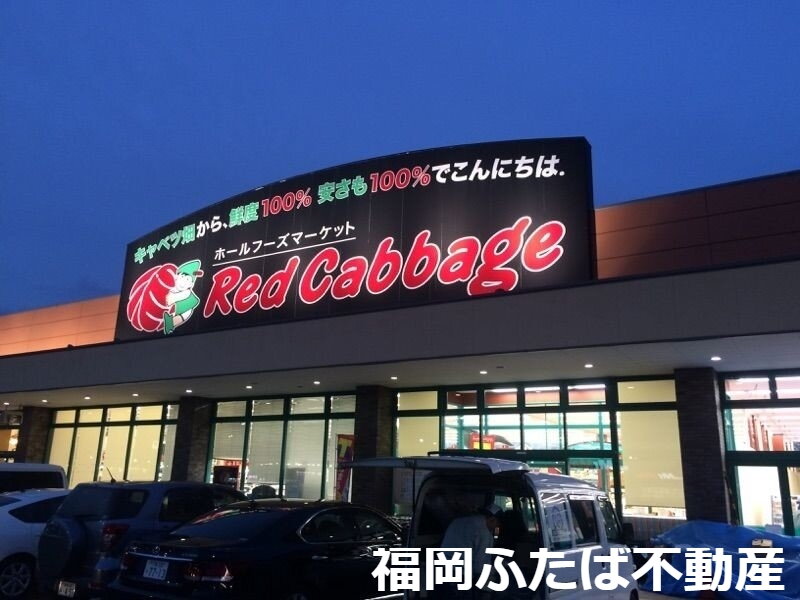 キャベツ畑から、鮮度100% 安さも100%でこんにちは.
ホールフーズマーケット
Red Cabbage
福岡ふたば不動産